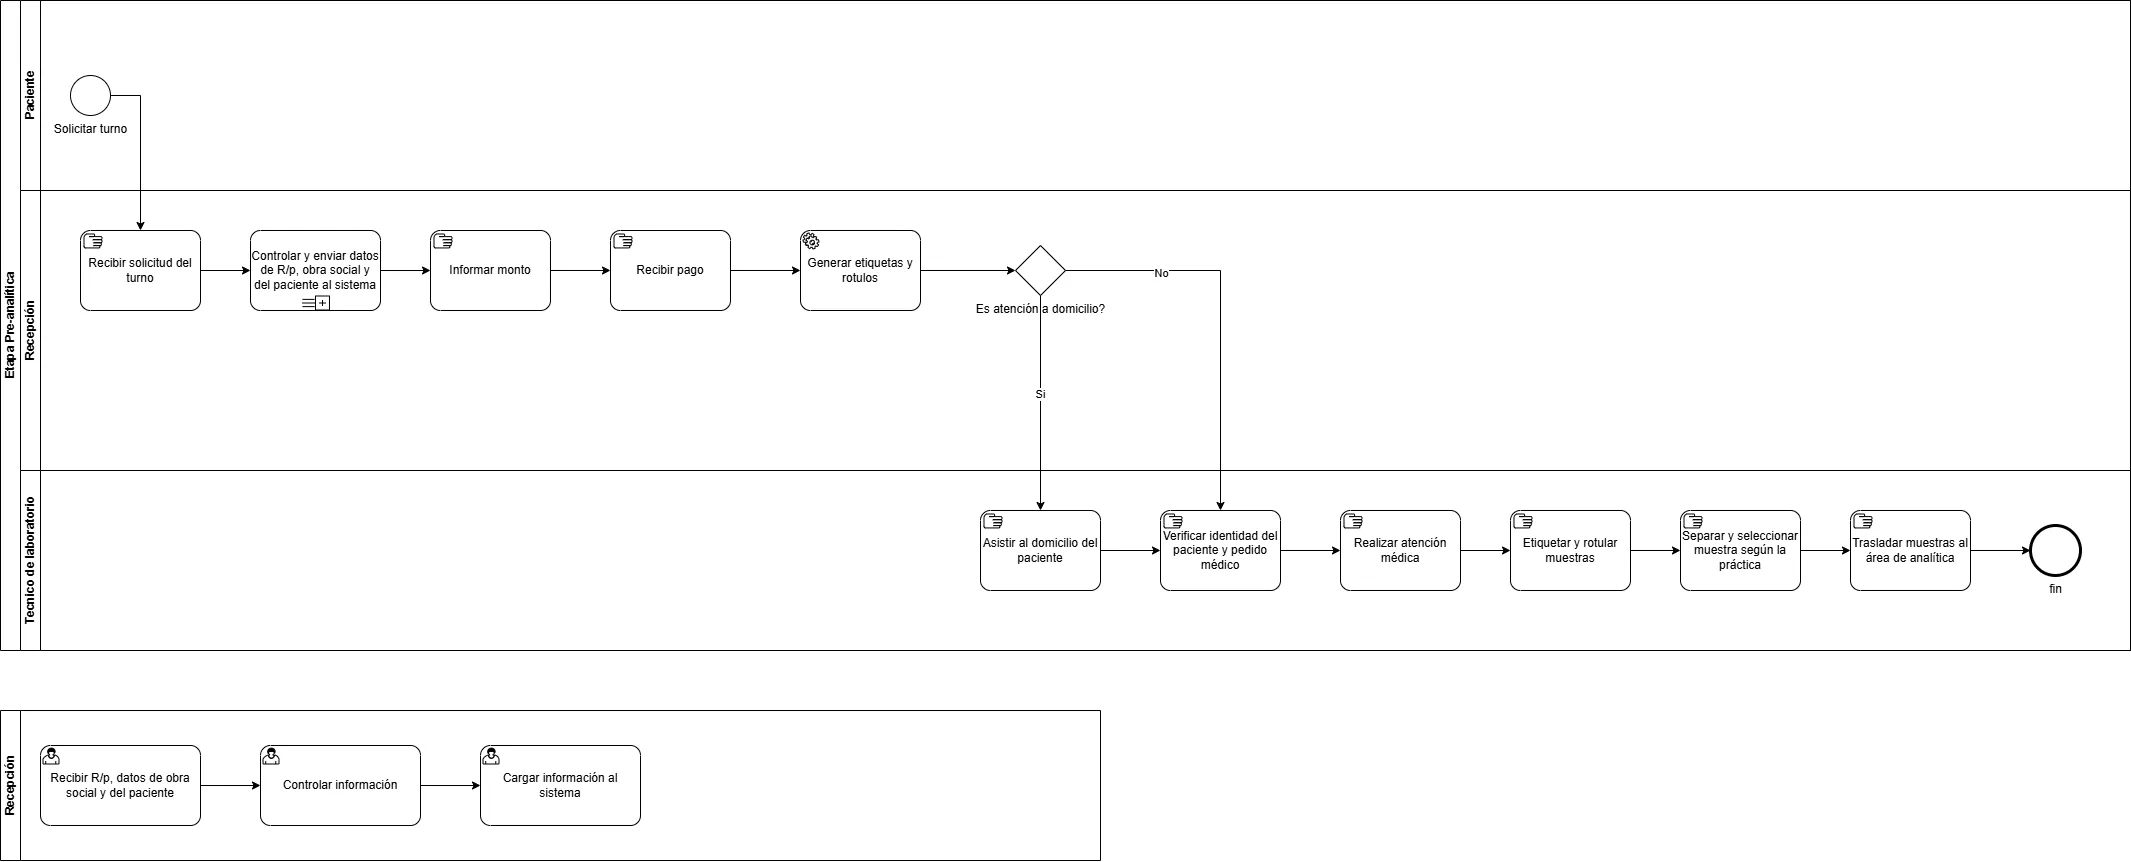 Etapa Pre-analítica
Paciente
Solicitar turno
Recepción
Recibir solicitud del
turno
Controlar y enviar datos
de R/p, obra social y
del paciente al sistema
Informar monto
Recibir pago
Generar etiquetas y
rotulos
Es atención a domicilio?
No
Si
Tecnico de laboratorio
Asistir al domicilio del
paciente
Verificar identidad del
paciente y pedido
médico
Realizar atención
médica
Etiquetar y rotular
muestras
Separar y seleccionar
muestra según la
práctica
Trasladar muestras al
área de analítica
fin
Recepción
Recibir R/p, datos de obra
social y del paciente
Controlar información
Cargar información al
sistema